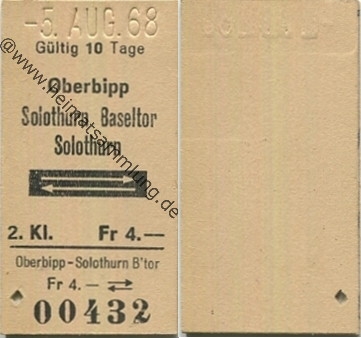 -5. AUG. 68
Gültig 10 Tage
Oberbipp
Solothurn, Baseltor
Solothurn
2. Kl. Fr 4.—
Oberbipp - Solothurn B'tor
Fr 4.— ⇄
00432
@www.heimatsammlung.de